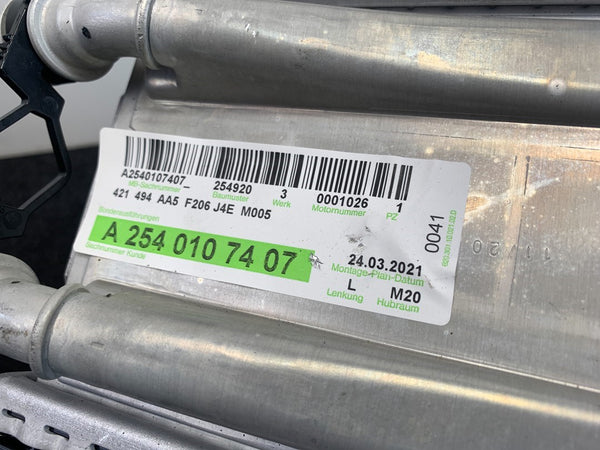 A2540107407- 254920 3 0001026 1
MB-Sachnummer Baumuster Werk Motornummer PZ
421 494 AA5 F206 J4E M005
Sonderausführungen
A 254 010 74 07
Sachnummer Kunde
24.03.2021
Montage-Plan-Datum
L M20
Lenkung Hubraum
0041